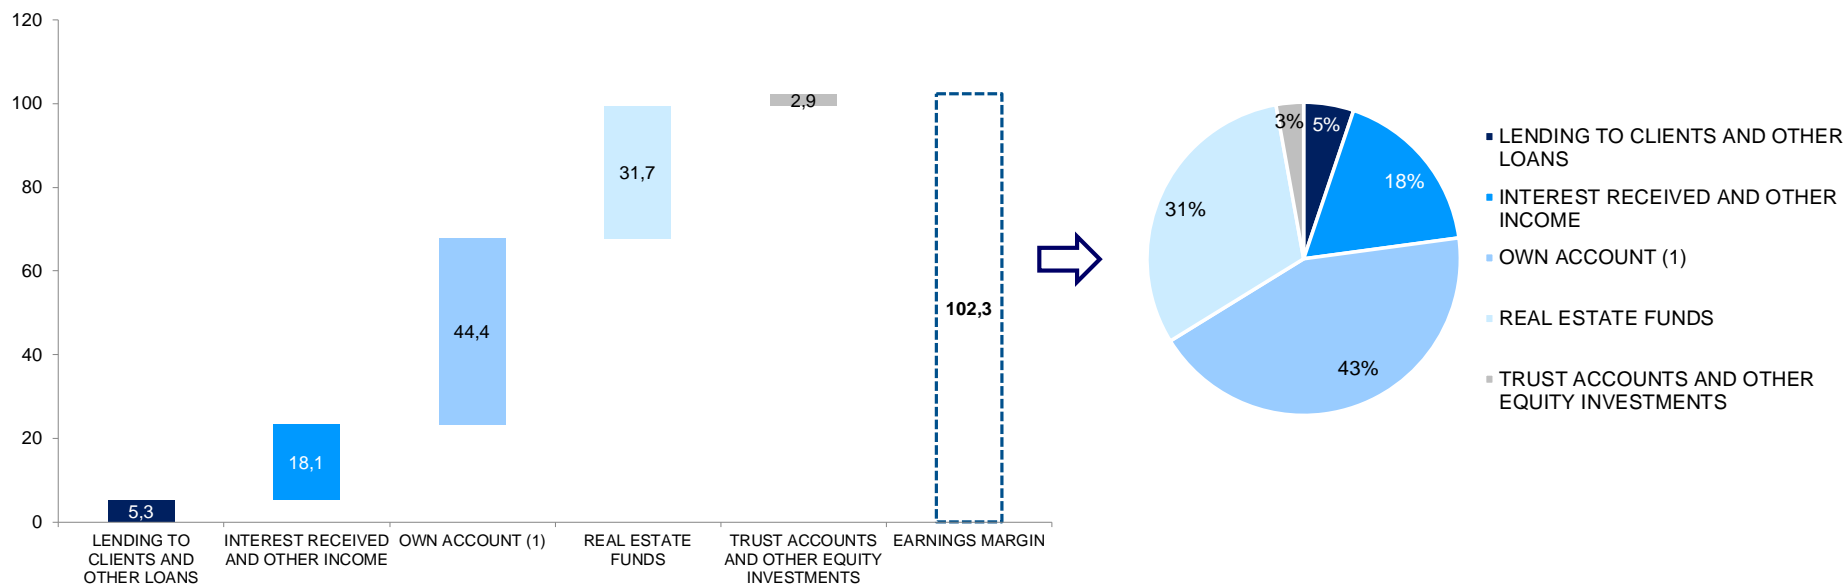 120
100
80
60
40
20
0
5,3
18,1
44,4
31,7
2,9
102,3
LENDING TO
CLIENTS AND
OTHER LOANS
INTEREST RECEIVED
AND OTHER INCOME
OWN ACCOUNT (1)
REAL ESTATE
FUNDS
TRUST ACCOUNTS
AND OTHER EQUITY
INVESTMENTS
EARNINGS MARGIN
3%
5%
18%
31%
43%
LENDING TO CLIENTS AND OTHER
LOANS
INTEREST RECEIVED AND OTHER
INCOME
OWN ACCOUNT (1)
REAL ESTATE FUNDS
TRUST ACCOUNTS AND OTHER
EQUITY INVESTMENTS